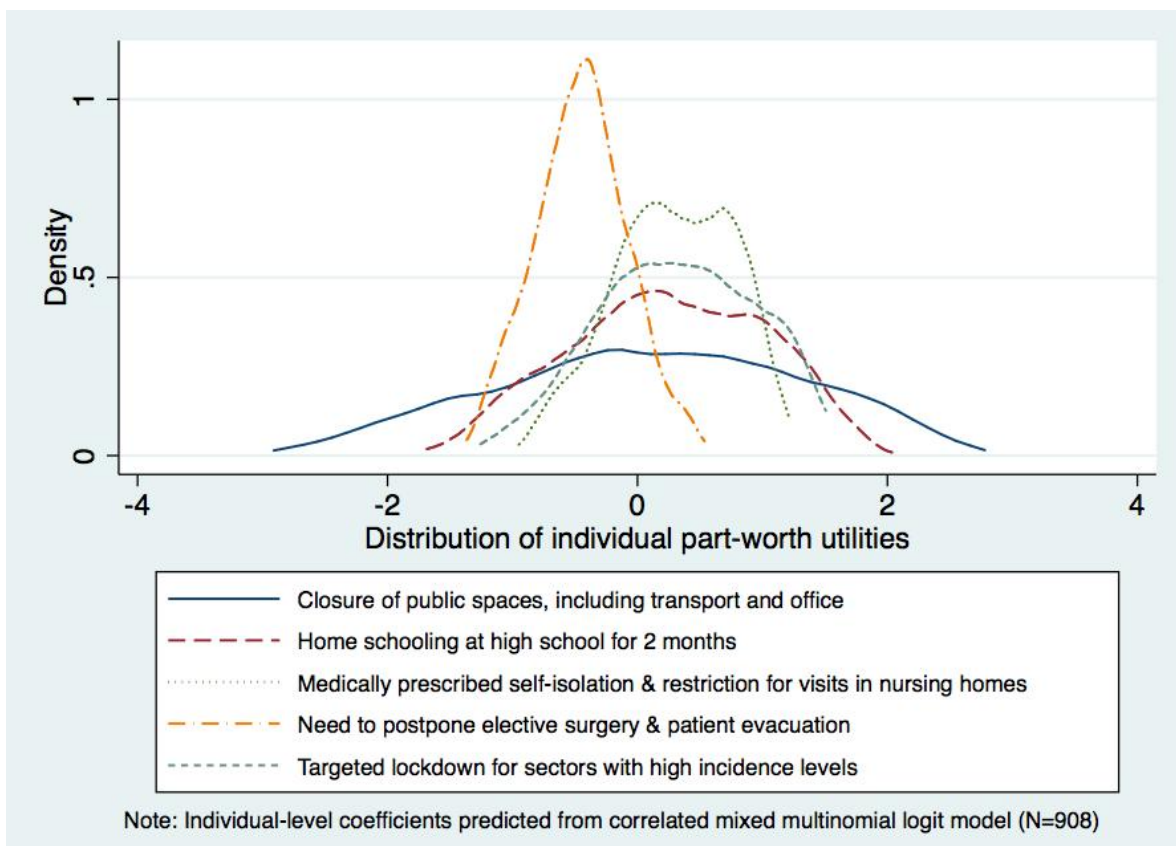 1
.5
0
Density
-4 -2 0 2 4
Distribution of individual part-worth utilities
Closure of public spaces, including transport and office
Home schooling at high school for 2 months
Medically prescribed self-isolation & restriction for visits in nursing homes
Need to postpone elective surgery & patient evacuation
Targeted lockdown for sectors with high incidence levels
Note: Individual-level coefficients predicted from correlated mixed multinomial logit model (N=908)